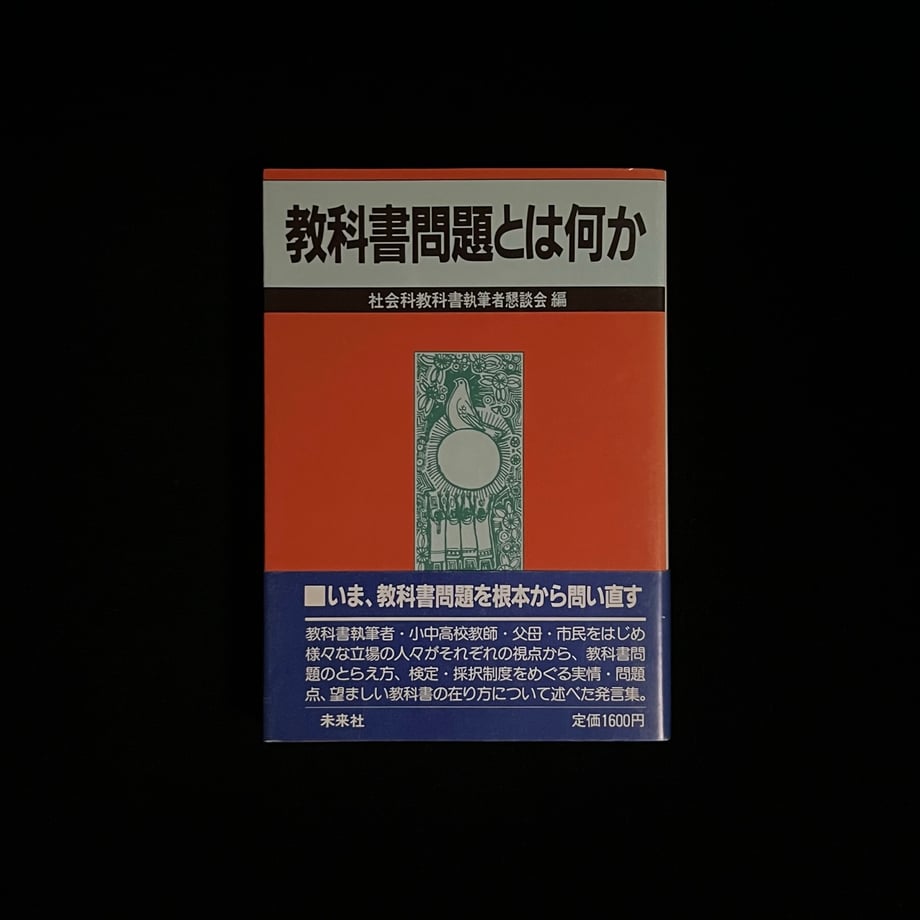 教科書問題とは何か
社会科教科書執筆者懇談会 編
■いま、教科書問題を根本から問い直す
教科書執筆者・小中高校教師・父母・市民をはじめ
様々な立場の人々がそれぞれの視点から、教科書問
題のとらえ方、検定・採択制度をめぐる実情・問題
点、望ましい教科書の在り方について述べた発言集。
未来社 定価1600円